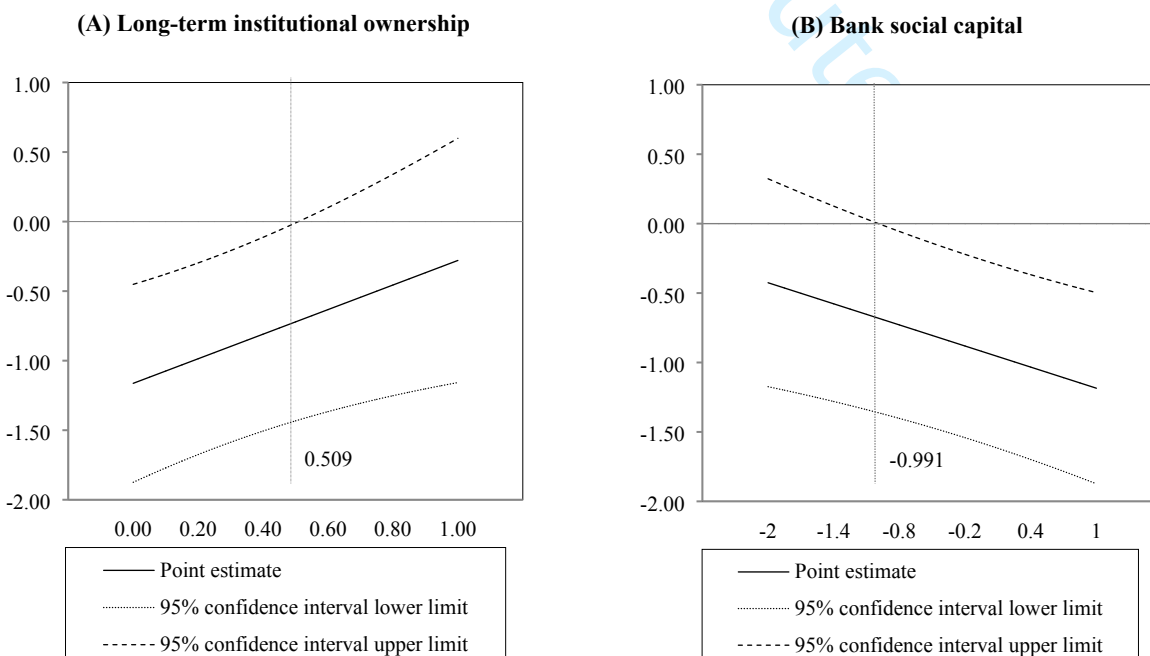 (A) Long-term institutional ownership
1.00
0.50
0.00
-0.50
-1.00
-1.50
-2.00
0.509
0.00 0.20 0.40 0.60 0.80 1.00
Point estimate
95% confidence interval lower limit
95% confidence interval upper limit
(B) Bank social capital
1.00
0.50
0.00
-0.50
-1.00
-1.50
-2.00
-0.991
-2 -1.4 -0.8 -0.2 0.4 1
Point estimate
95% confidence interval lower limit
95% confidence interval upper limit